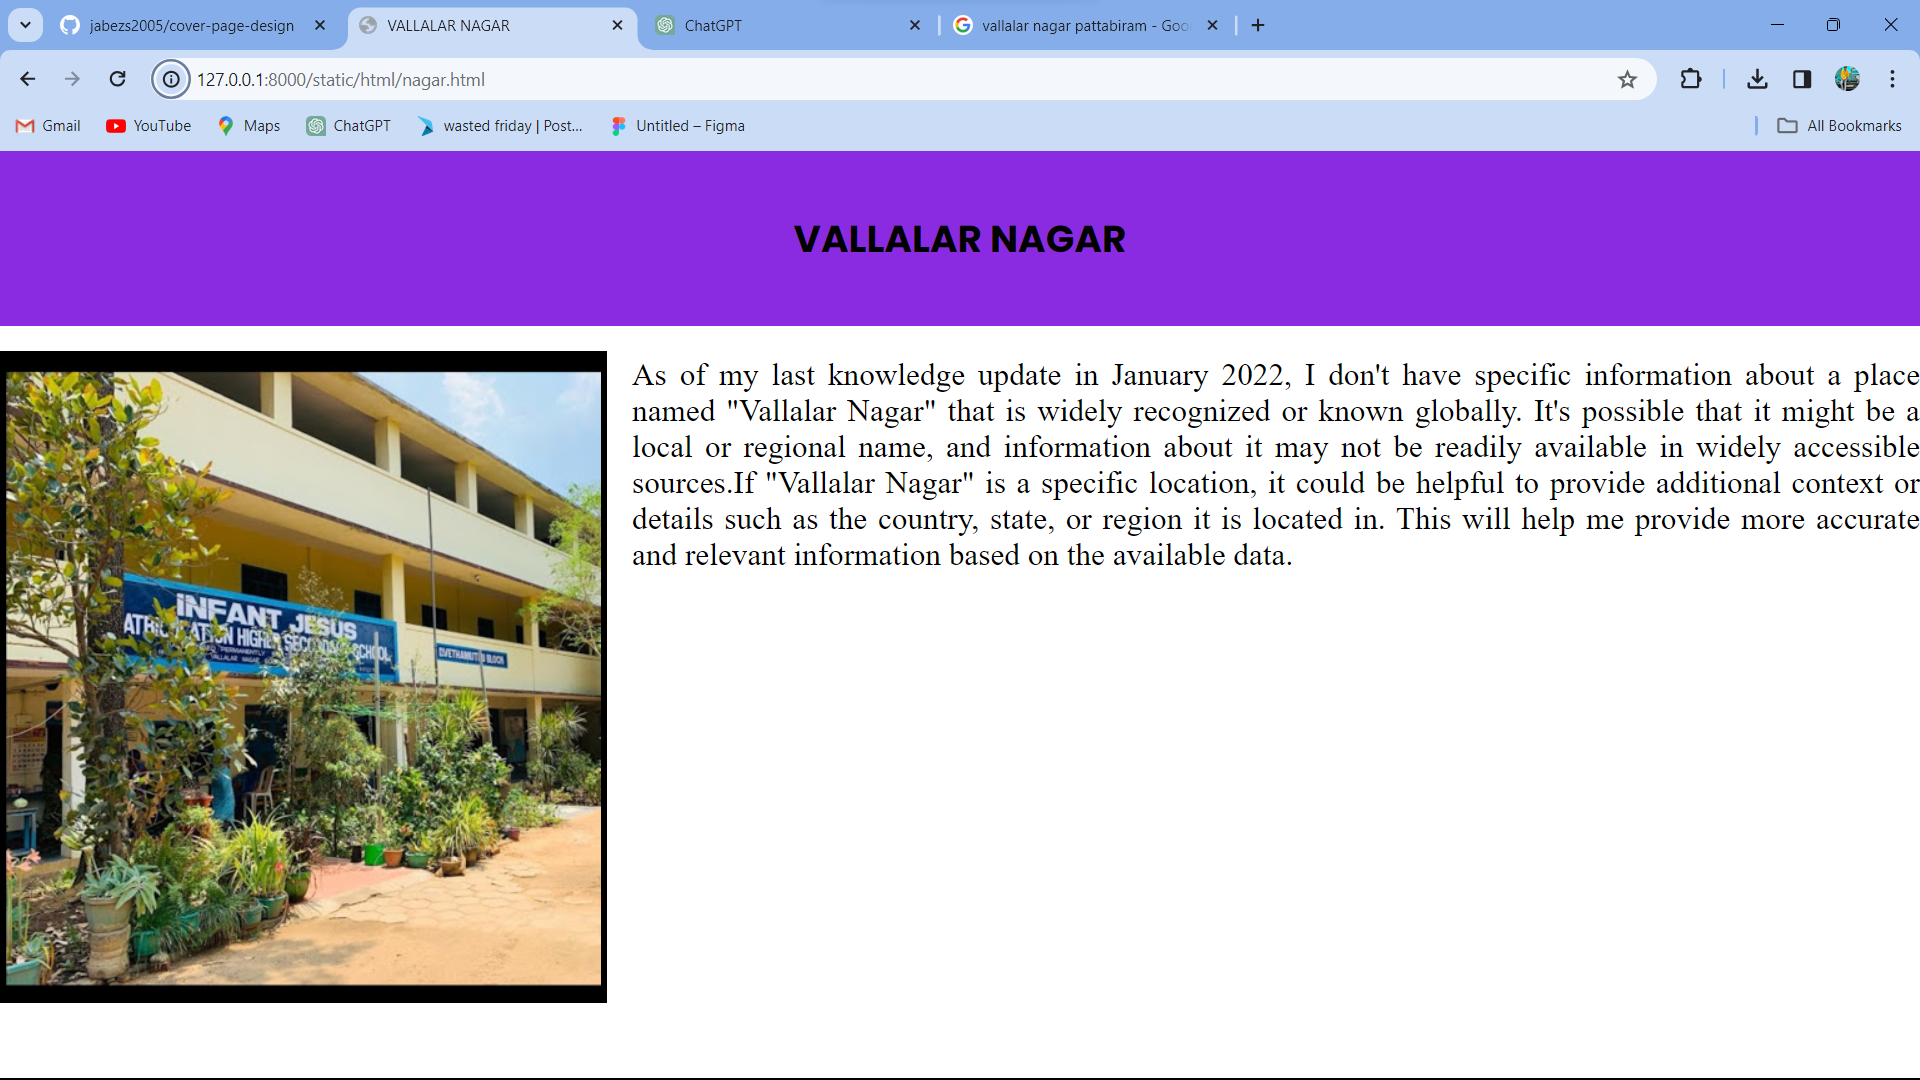 jabezs2005/cover-page-design
VALLALAR NAGAR
ChatGPT
vallalar nagar pattabiram - Goo
127.0.0.1:8000/static/html/nagar.html
Gmail
YouTube
Maps
ChatGPT
wasted friday | Post...
Untitled – Figma
All Bookmarks
VALLALAR NAGAR
As of my last knowledge update in January 2022, I don't have specific information about a place
named "Vallalar Nagar" that is widely recognized or known globally. It's possible that it might be a
local or regional name, and information about it may not be readily available in widely accessible
sources.If "Vallalar Nagar" is a specific location, it could be helpful to provide additional context or
details such as the country, state, or region it is located in. This will help me provide more accurate
and relevant information based on the available data.
INFANT JESUS
HIGHER SECONDARY SCHOOL
PERMANENTLY
VALLALAR NAGAR
BLOCK